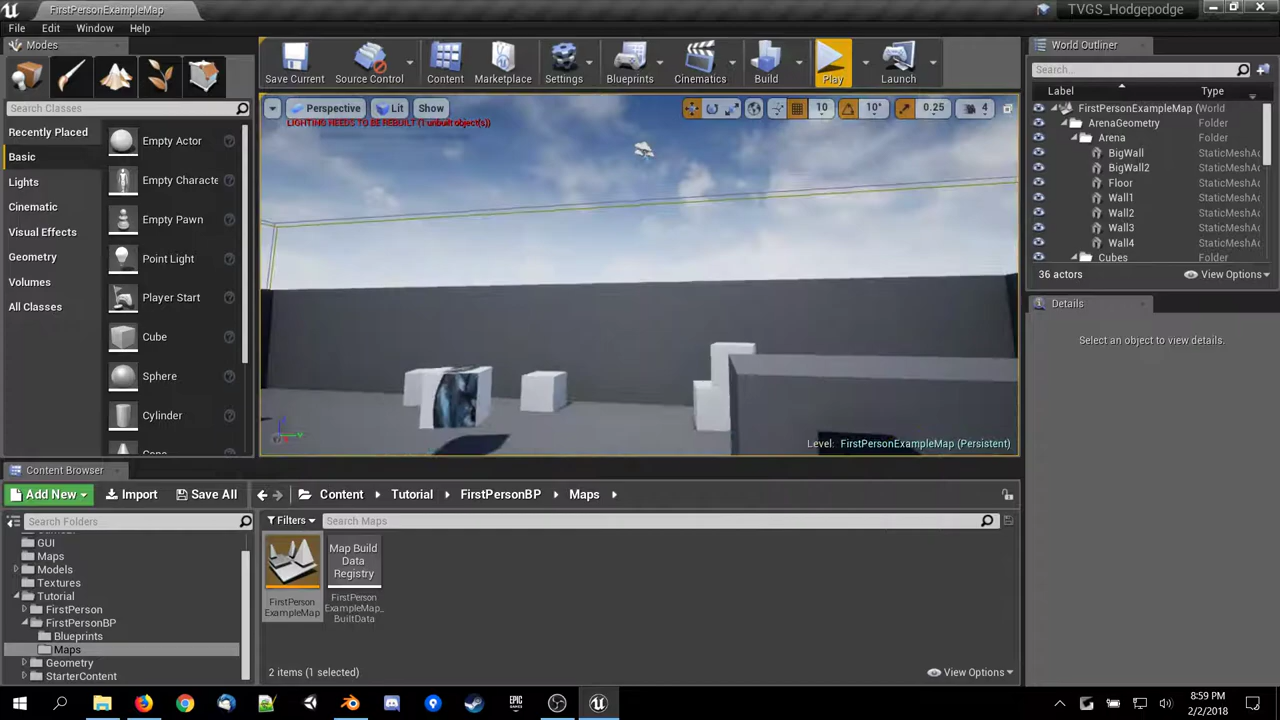 FirstPersonExampleMap
TVGS_Hodgepodge
File Edit Window Help
Modes
Search Classes
Recently Placed
Basic
Lights
Cinematic
Visual Effects
Geometry
Volumes
All Classes
Empty Actor
Empty Characte
Empty Pawn
Point Light
Player Start
Cube
Sphere
Cylinder
Save Current
Source Control
Content
Marketplace
Settings
Blueprints
Cinematics
Build
Play
Launch
Perspective Lit Show
10 10° 0.25 4
LIGHTING NEEDS TO BE REBUILT (1 unbuilt object(s))
Level: FirstPersonExampleMap (Persistent)
World Outliner
Search...
Label Type
FirstPersonExampleMap (World
ArenaGeometry Folder
Arena Folder
BigWall StaticMeshAc
BigWall2 StaticMeshAc
Floor StaticMeshAc
Wall1 StaticMeshAc
Wall2 StaticMeshAc
Wall3 StaticMeshAc
Wall4 StaticMeshAc
Cubes Folder
36 actors View Options
Details
Select an object to view details.
Content Browser
Add New Import Save All
Content Tutorial FirstPersonBP Maps
Search Folders
GUI
Maps
Models
Textures
Tutorial
FirstPerson
FirstPersonBP
Blueprints
Maps
Geometry
StarterContent
Filters Search Maps
FirstPerson
ExampleMap
Map Build
Data
Registry
FirstPerson
ExampleMap_
BuiltData
2 items (1 selected) View Options
EPIC
GAMES
8:59 PM
2/2/2018